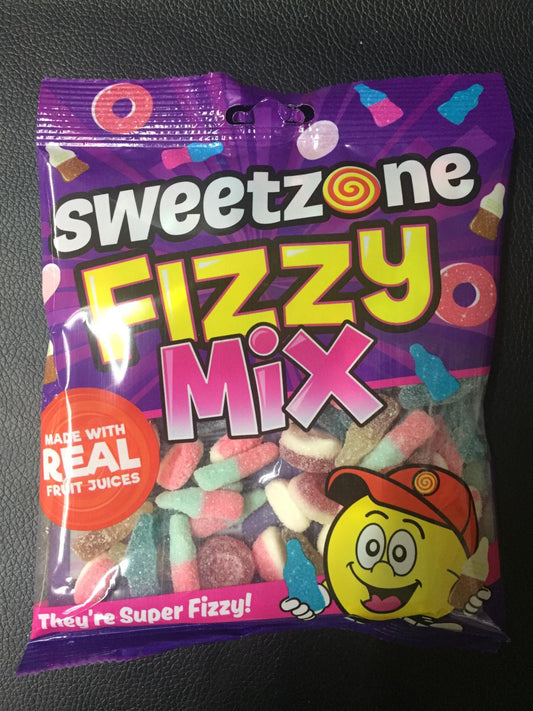 sweetzone
FIZZY
MiX
MADE WITH
REAL
FRUIT JUICES
They're Super Fizzy!